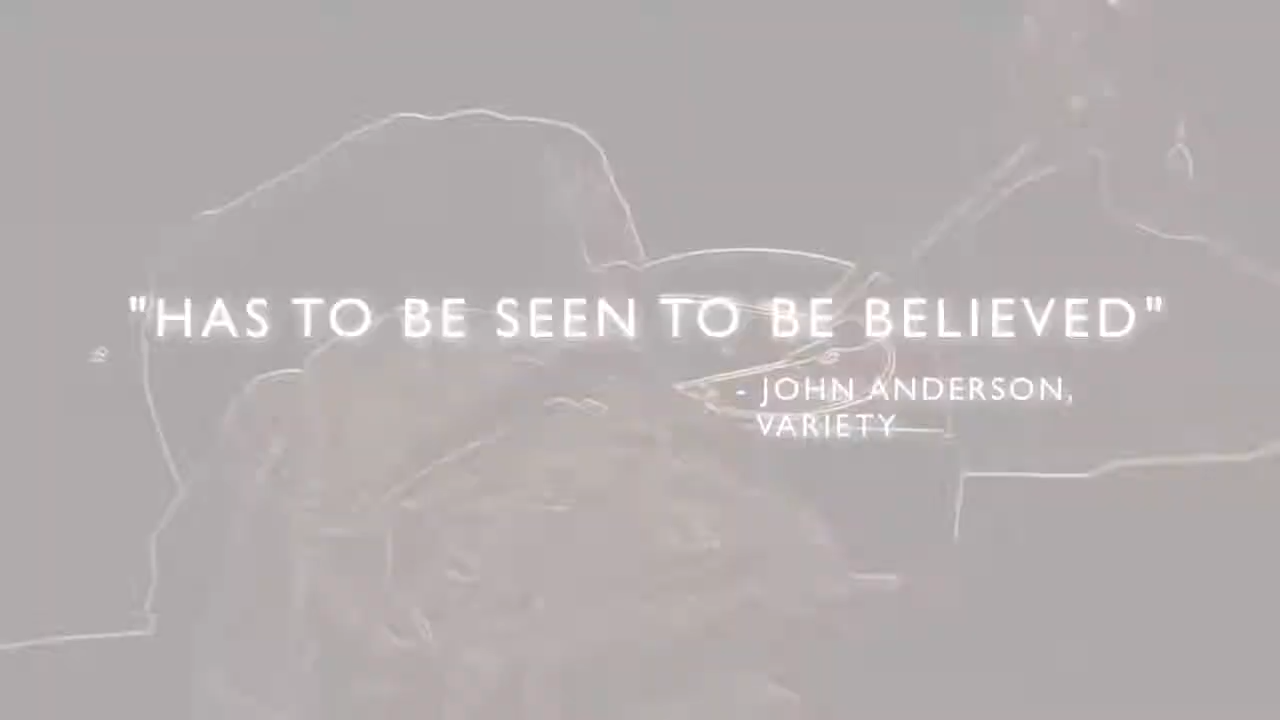 "HAS TO BE SEEN TO BE BELIEVED"
- JOHN ANDERSON,
VARIETY